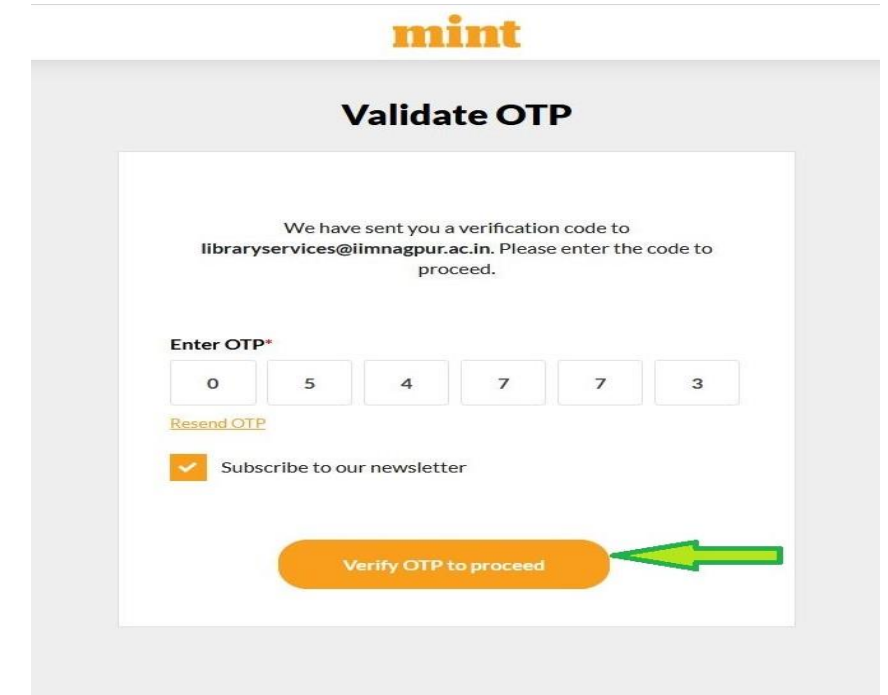 mint
Validate OTP
We have sent you a verification code to
libraryservices@iimnagpur.ac.in. Please enter the code to
proceed.
Enter OTP*
0 5 4 7 7 3
Resend OTP
Subscribe to our newsletter
Verify OTP to proceed